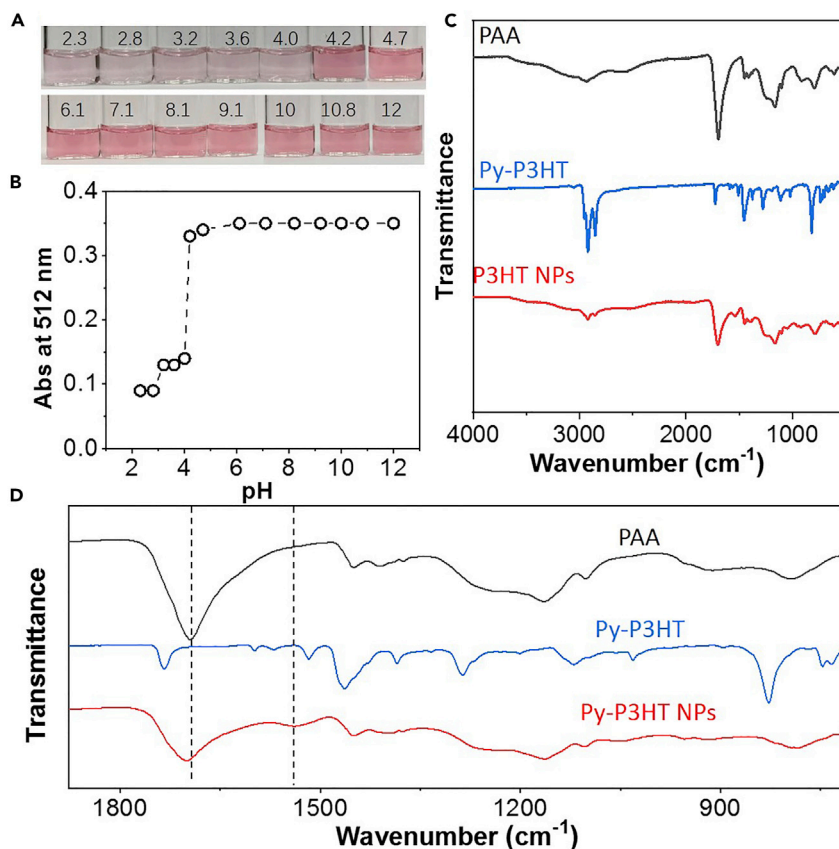 A
2.3 2.8 3.2 3.6 4.0 4.2 4.7
6.1 7.1 8.1 9.1 10 10.8 12
B
Abs at 512 nm
0.4
0.3
0.2
0.1
0.0
2 4 6 8 10 12
pH
C
Transmittance
PAA
Py-P3HT
P3HT NPs
4000 3000 2000 1000
Wavenumber (cm⁻¹)
D
Transmittance
PAA
Py-P3HT
Py-P3HT NPs
1800 1500 1200 900
Wavenumber (cm⁻¹)